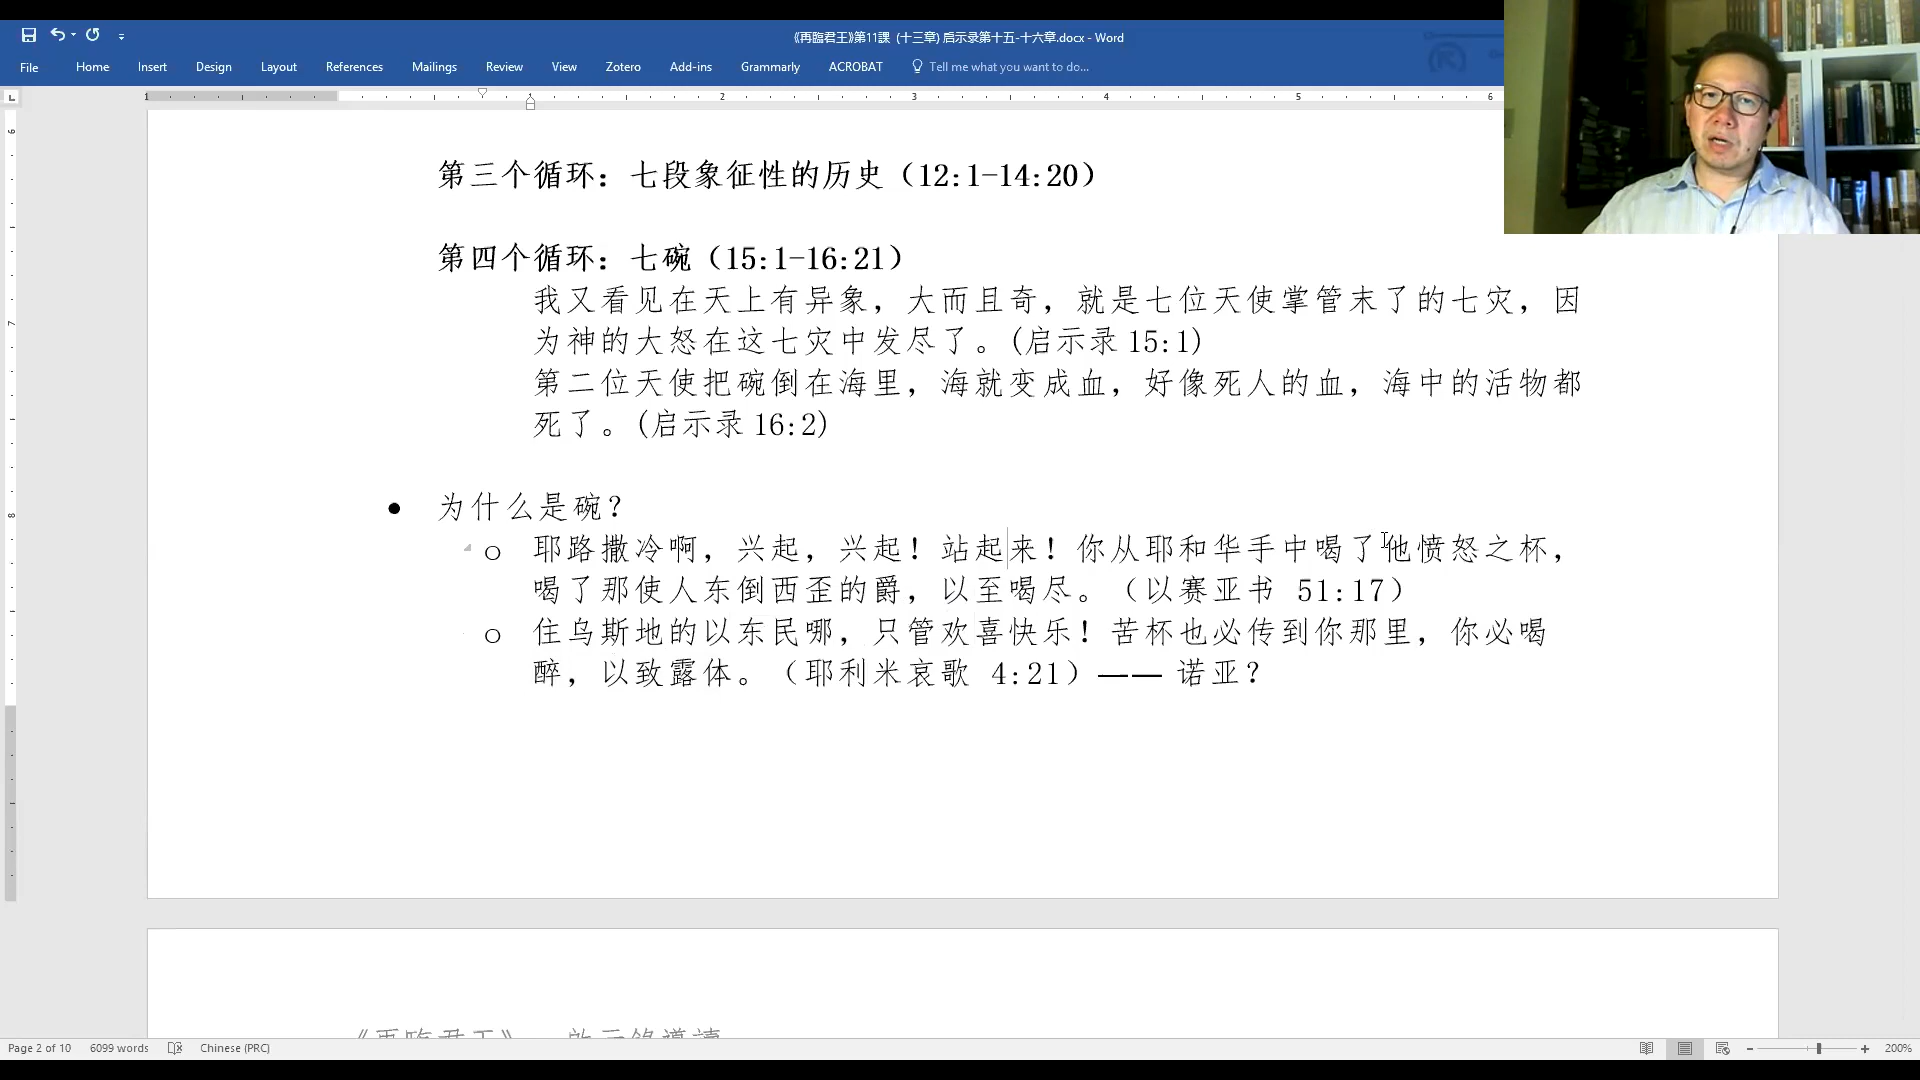 《再臨君王》第11課 (十三章) 启示录第十五-十六章.docx - Word
File Home Insert Design Layout References Mailings Review View Zotero Add-ins Grammarly ACROBAT Tell me what you want to do...
1 1 2 3 4 5 6
第三个循环：七段象征性的历史（12:1-14:20）
第四个循环：七碗（15:1-16:21）
我又看见在天上有异象，大而且奇，就是七位天使掌管末了的七灾，因
为神的大怒在这七灾中发尽了。(启示录 15:1)
第二位天使把碗倒在海里，海就变成血，好像死人的血，海中的活物都
死了。(启示录 16:2)
• 为什么是碗？
o 耶路撒冷啊，兴起，兴起！站起来！你从耶和华手中喝了他愤怒之杯，
喝了那使人东倒西歪的爵，以至喝尽。（以赛亚书 51:17）
o 住乌斯地的以东民哪，只管欢喜快乐！苦杯也必传到你那里，你必喝
醉，以致露体。（耶利米哀歌 4:21）—— 诺亚？
《再臨君王》
Page 2 of 10 6099 words Chinese (PRC) 200%